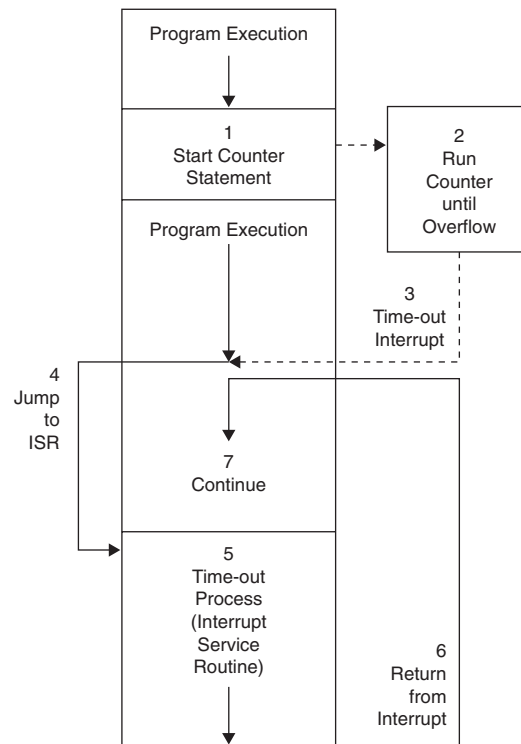 Program Execution
1
Start Counter
Statement
2
Run
Counter
until
Overflow
Program Execution
3
Time-out
Interrupt
4
Jump
to
ISR
7
Continue
5
Time-out
Process
(Interrupt
Service
Routine)
6
Return
from
Interrupt